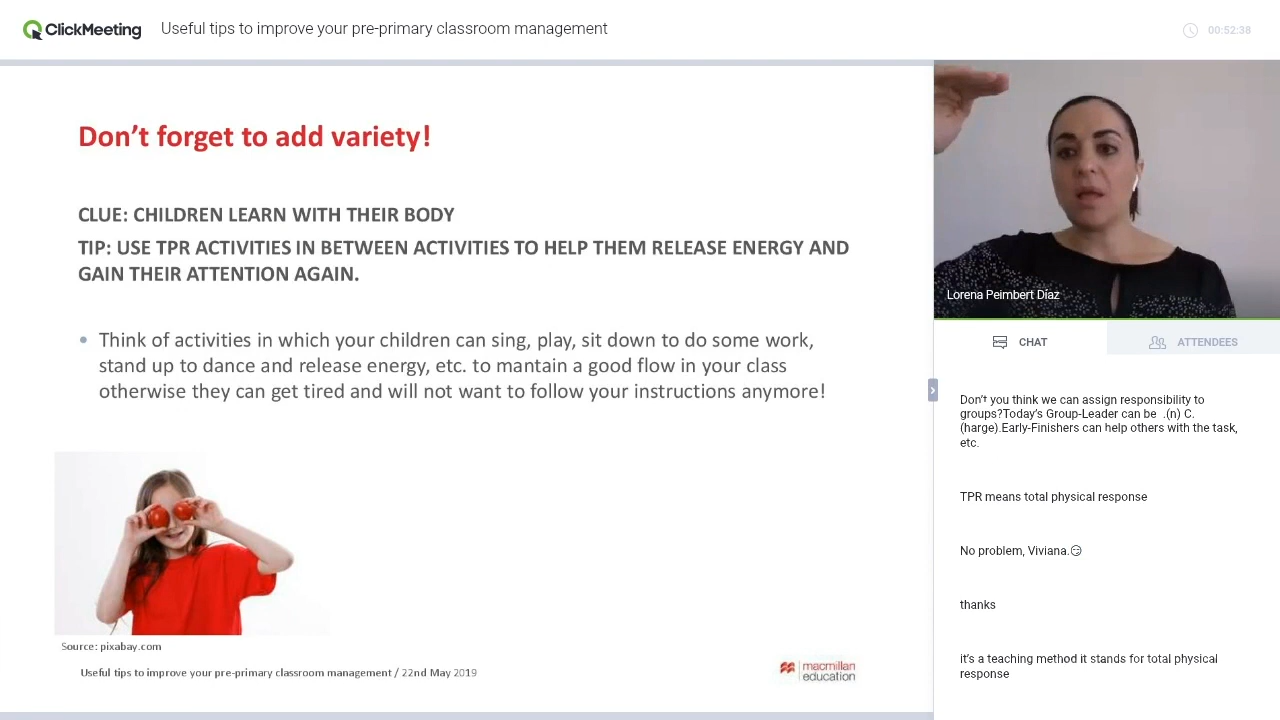 ClickMeeting
Useful tips to improve your pre-primary classroom management
00:52:38
Don't forget to add variety!
CLUE: CHILDREN LEARN WITH THEIR BODY
TIP: USE TPR ACTIVITIES IN BETWEEN ACTIVITIES TO HELP THEM RELEASE ENERGY AND
GAIN THEIR ATTENTION AGAIN.
• Think of activities in which your children can sing, play, sit down to do some work,
stand up to dance and release energy, etc. to mantain a good flow in your class
otherwise they can get tired and will not want to follow your instructions anymore!
Source: pixabay.com
Useful tips to improve your pre-primary classroom management / 22nd May 2019
macmillan
education
Lorena Peimbert Díaz
CHAT
ATTENDEES
Don't you think we can assign responsibility to
groups?Today's Group-Leader can be .(n) C.
(harge).Early-Finishers can help others with the task,
etc.
TPR means total physical response
No problem, Viviana.😏
thanks
it's a teaching method it stands for total physical
response